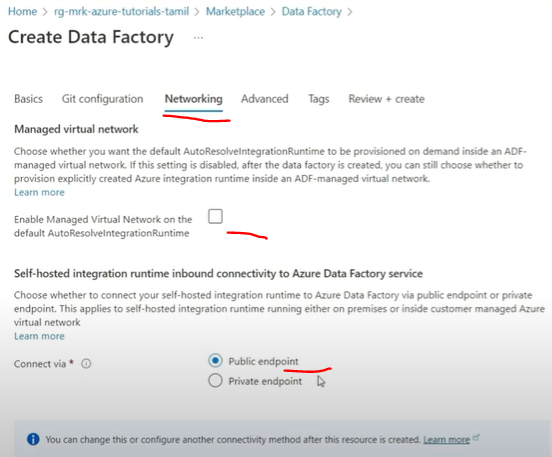 Home > rg-mrk-azure-tutorials-tamil > Marketplace > Data Factory >
Create Data Factory ...
Basics Git configuration Networking Advanced Tags Review + create
Managed virtual network
Choose whether you want the default AutoResolveIntegrationRuntime to be provisioned on demand inside an ADF-
managed virtual network. If this setting is disabled, after the data factory is created, you can still choose whether to
provision explicitly created Azure integration runtime inside an ADF-managed virtual network.
Learn more
Enable Managed Virtual Network on the
default AutoResolveIntegrationRuntime
Self-hosted integration runtime inbound connectivity to Azure Data Factory service
Choose whether to connect your self-hosted integration runtime to Azure Data Factory via public endpoint or private
endpoint. This applies to self-hosted integration runtime running either on premises or inside customer managed Azure
virtual network
Learn more
Connect via * Public endpoint
Private endpoint
You can change this or configure another connectivity method after this resource is created. Learn more